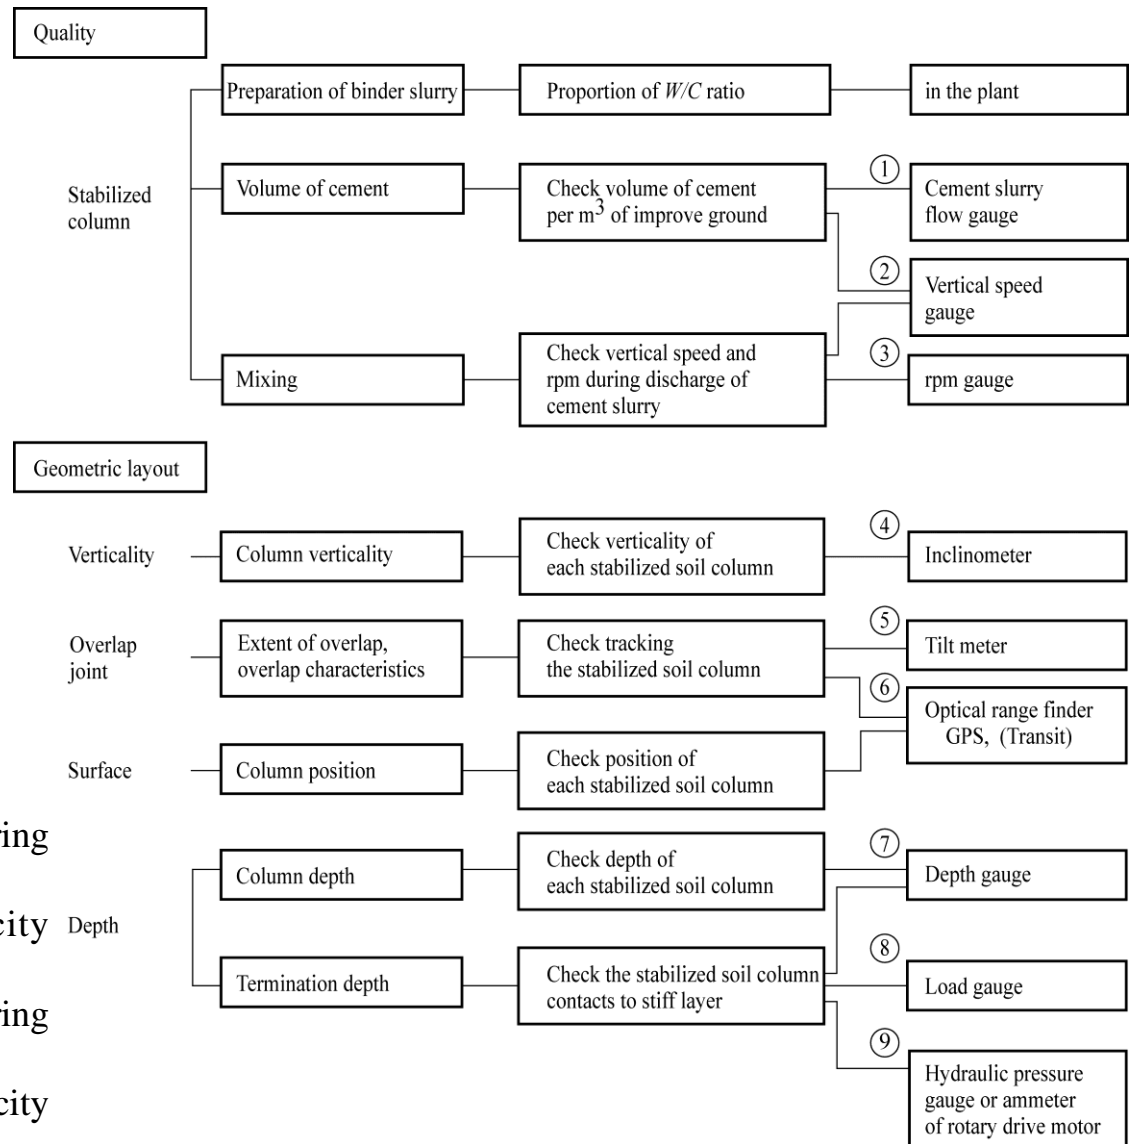 Quality
Preparation of binder slurry
Proportion of W/C ratio
in the plant
Stabilized
column
Volume of cement
Check volume of cement
per m³ of improve ground
①
Cement slurry
flow gauge
②
Vertical speed
gauge
Mixing
Check vertical speed and
rpm during discharge of
cement slurry
③
rpm gauge
Geometric layout
Verticality
Column verticality
Check verticality of
each stabilized soil column
④
Inclinometer
Overlap
joint
Extent of overlap,
overlap characteristics
Check tracking
the stabilized soil column
⑤
Tilt meter
⑥
Optical range finder
GPS, (Transit)
Surface
Column position
Check position of
each stabilized soil column
ring
city
ring
city
Depth
Column depth
Check depth of
each stabilized soil column
⑦
Depth gauge
Termination depth
Check the stabilized soil column
contacts to stiff layer
⑧
Load gauge
⑨
Hydraulic pressure
gauge or ammeter
of rotary drive motor